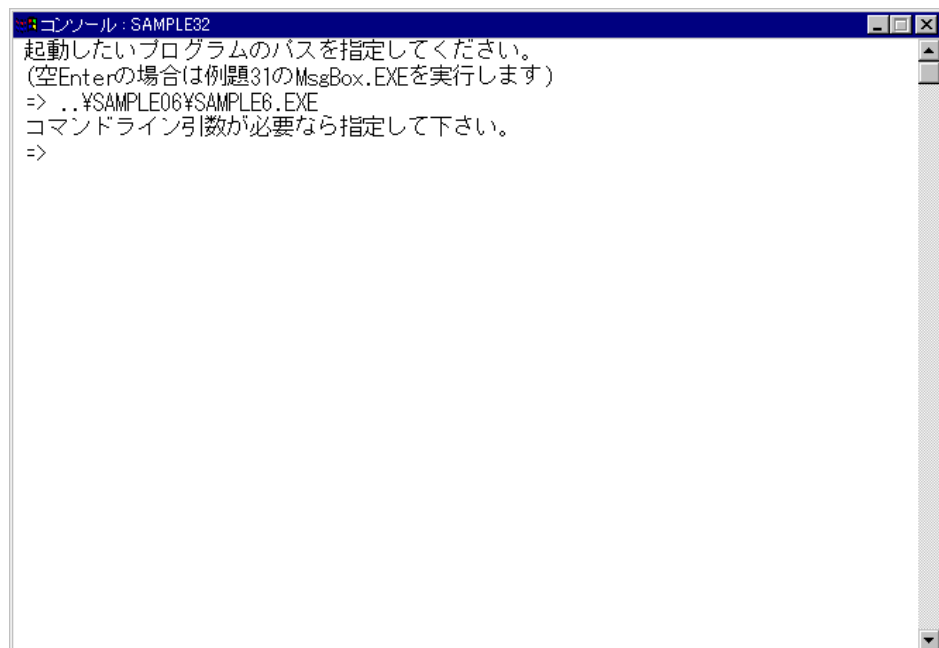 コンソール : SAMPLE32
起動したいプログラムのパスを指定してください。
(空Enterの場合は例題31のMsgBox.EXEを実行します)
=> ..¥SAMPLE06¥SAMPLE6.EXE
コマンドライン引数が必要なら指定して下さい。
=>